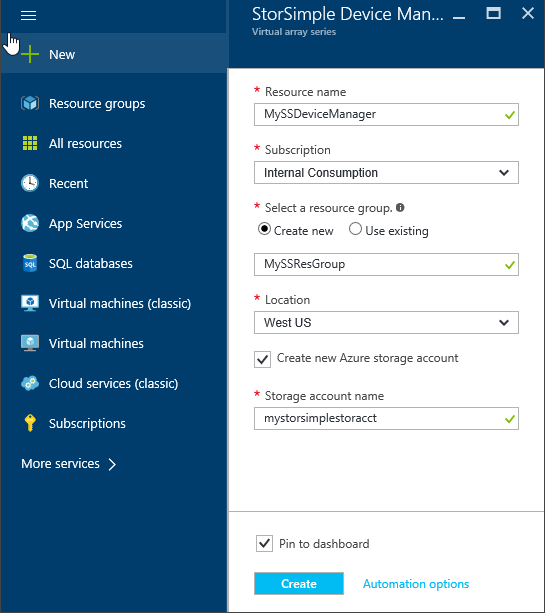 New
Resource groups
All resources
Recent
App Services
SQL
SQL databases
Virtual machines (classic)
Virtual machines
Cloud services (classic)
Subscriptions
More services
StorSimple Device Man...
Virtual array series
* Resource name
MySSDeviceManager
* Subscription
Internal Consumption
* Select a resource group.
Create new Use existing
MySSResGroup
* Location
West US
Create new Azure storage account
* Storage account name
mystorsimplestoracct
Pin to dashboard
Create Automation options